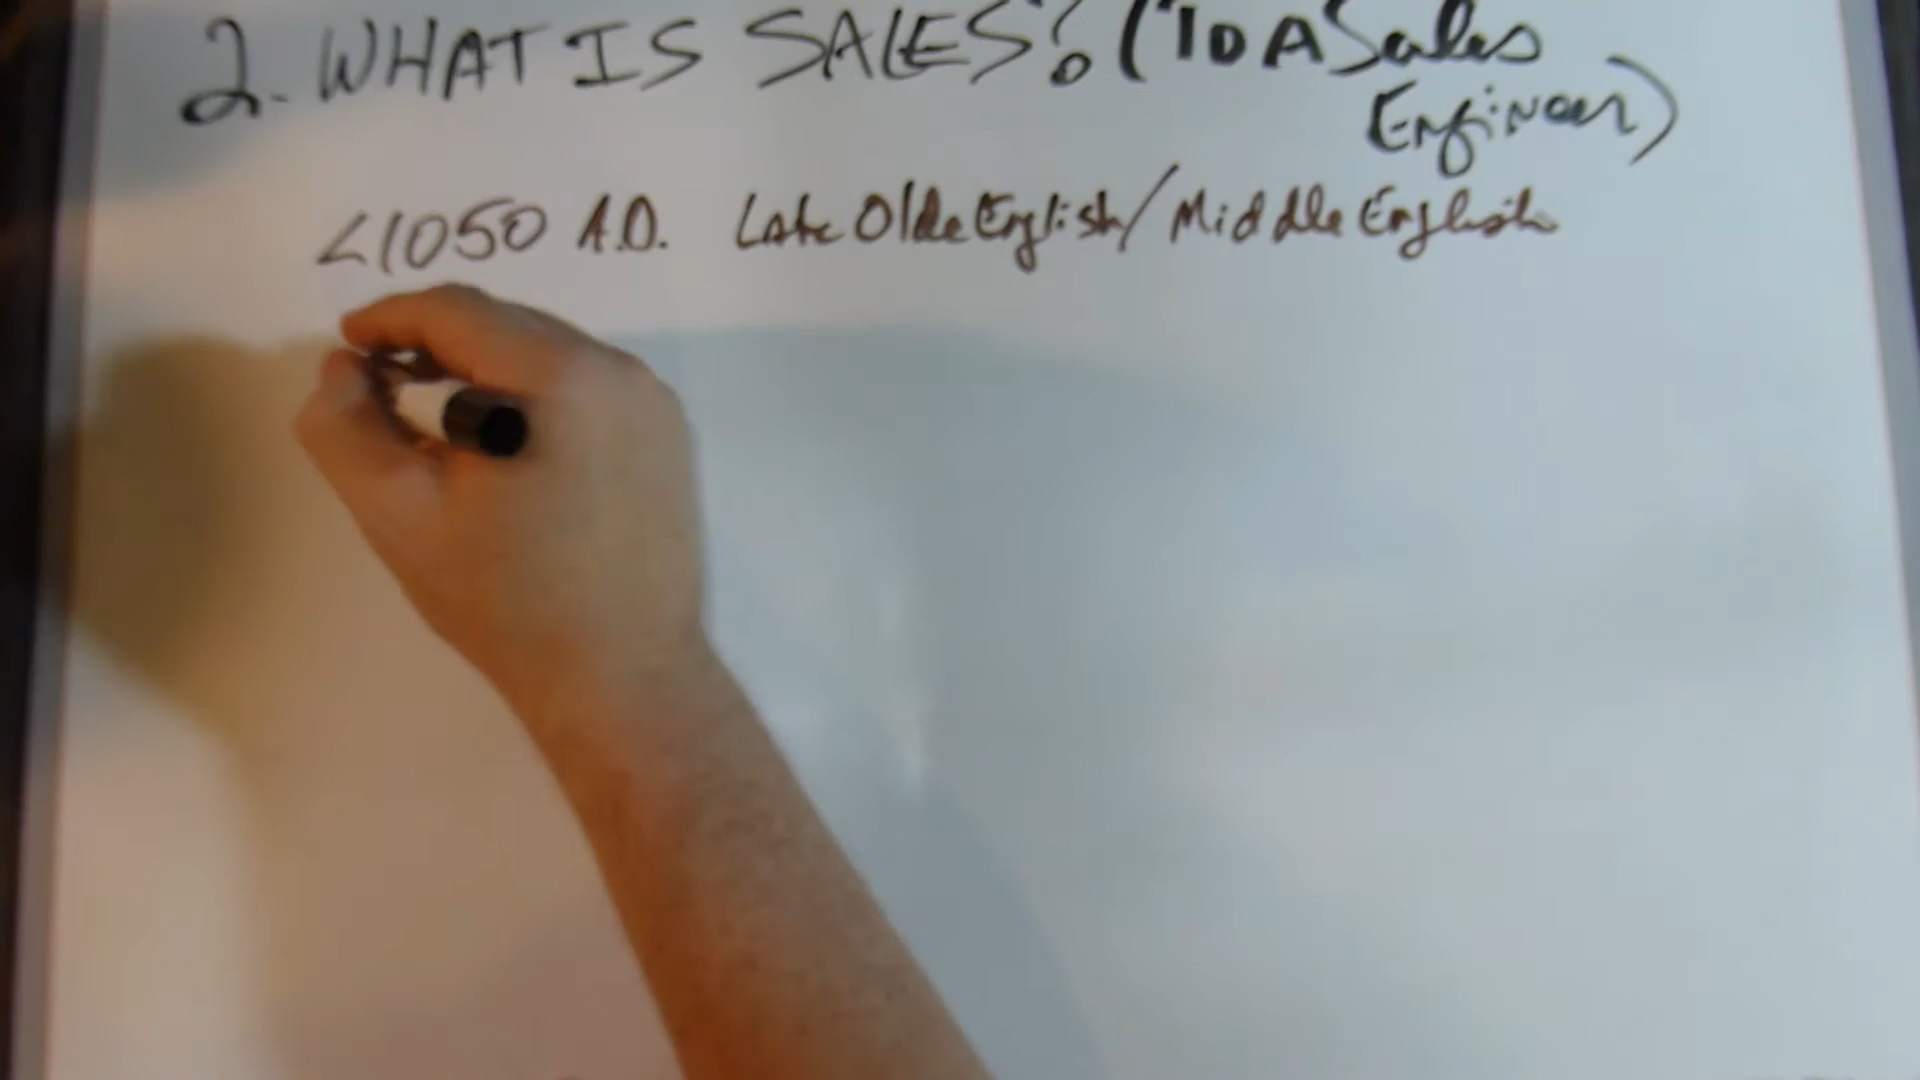 2. WHAT IS SALES? (TO A Sales
Engineer)
<1050 A.D. Late Olde English/Middle English